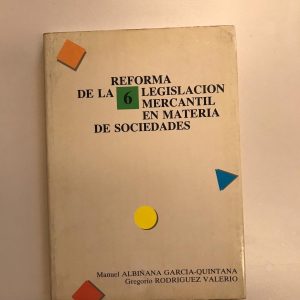 REFORMA
DE LA 6 LEGISLACION
MERCANTIL
EN MATERIA
DE SOCIEDADES
Manuel ALBIÑANA GARCIA-QUINTANA
Gregorio RODRIGUEZ VALERIO